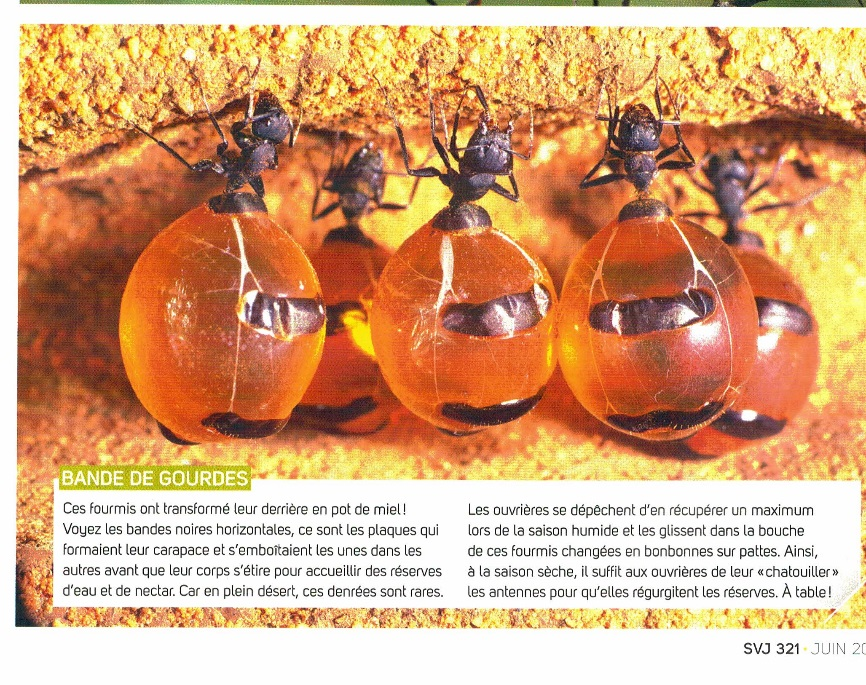 BANDE DE GOURDES
Ces fourmis ont transformé leur derrière en pot de miel !
Voyez les bandes noires horizontales, ce sont les plaques qui
formaient leur carapace et s'emboîtaient les unes dans les
autres avant que leur corps s'étire pour accueillir des réserves
d'eau et de nectar. Car en plein désert, ces denrées sont rares.
Les ouvrières se dépêchent d'en récupérer un maximum
lors de la saison humide et les glissent dans la bouche
de ces fourmis changées en bonbonnes sur pattes. Ainsi,
à la saison sèche, il suffit aux ouvrières de leur « chatouiller »
les antennes pour qu'elles régurgitent les réserves. À table !
SVJ 321 • JUIN 20